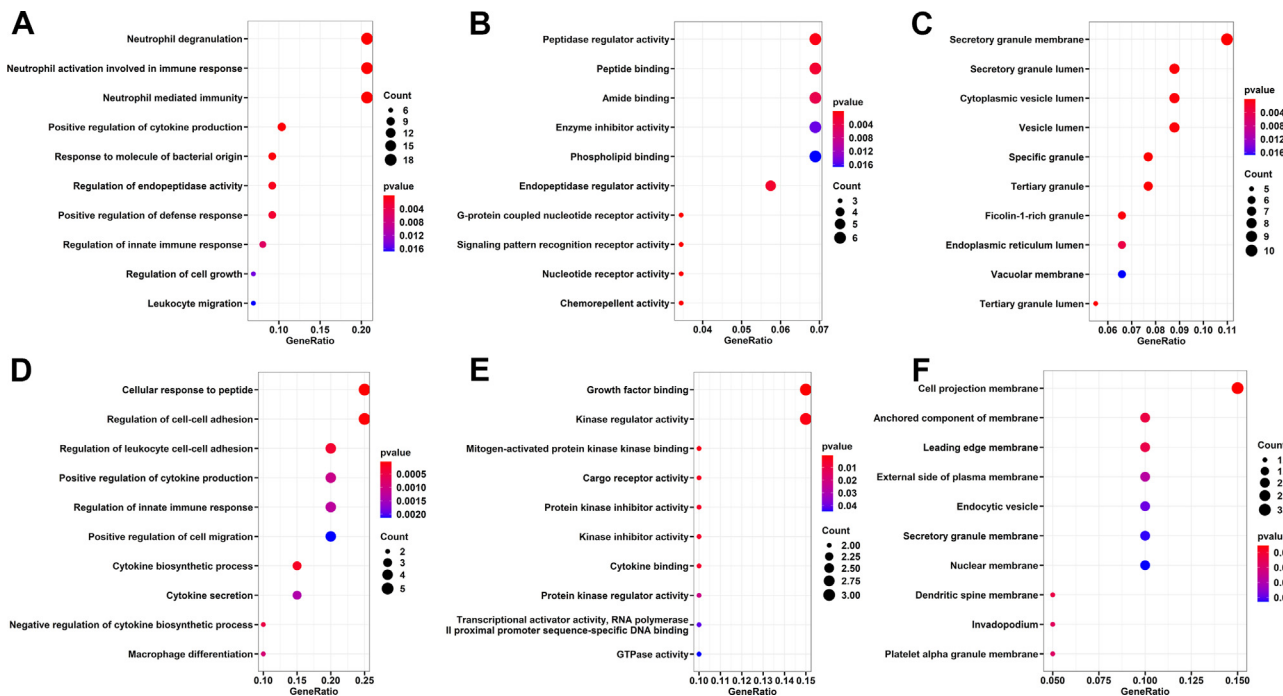 A
Neutrophil degranulation
Neutrophil activation involved in immune response
Neutrophil mediated immunity
Positive regulation of cytokine production
Response to molecule of bacterial origin
Regulation of endopeptidase activity
Positive regulation of defense response
Regulation of innate immune response
Regulation of cell growth
Leukocyte migration
0.10 0.15 0.20
GeneRatio
Count
6
9
12
15
18
pvalue
0.004
0.008
0.012
0.016
B
Peptidase regulator activity
Peptide binding
Amide binding
Enzyme inhibitor activity
Phospholipid binding
Endopeptidase regulator activity
G-protein coupled nucleotide receptor activity
Signaling pattern recognition receptor activity
Nucleotide receptor activity
Chemorepellent activity
0.04 0.05 0.06 0.07
GeneRatio
pvalue
0.004
0.008
0.012
0.016
Count
3
4
5
6
C
Secretory granule membrane
Secretory granule lumen
Cytoplasmic vesicle lumen
Vesicle lumen
Specific granule
Tertiary granule
Ficolin-1-rich granule
Endoplasmic reticulum lumen
Vacuolar membrane
Tertiary granule lumen
0.06 0.07 0.08 0.09 0.10 0.11
GeneRatio
pvalue
0.004
0.008
0.012
0.016
Count
5
6
7
8
9
10
D
Cellular response to peptide
Regulation of cell-cell adhesion
Regulation of leukocyte cell-cell adhesion
Positive regulation of cytokine production
Regulation of innate immune response
Positive regulation of cell migration
Cytokine biosynthetic process
Cytokine secretion
Negative regulation of cytokine biosynthetic process
Macrophage differentiation
0.10 0.15 0.20 0.25
GeneRatio
pvalue
0.0005
0.0010
0.0015
0.0020
Count
2
3
4
5
E
Growth factor binding
Kinase regulator activity
Mitogen-activated protein kinase kinase binding
Cargo receptor activity
Protein kinase inhibitor activity
Kinase inhibitor activity
Cytokine binding
Protein kinase regulator activity
Transcriptional activator activity, RNA polymerase
II proximal promoter sequence-specific DNA binding
GTPase activity
0.10 0.11 0.12 0.13 0.14 0.15
GeneRatio
pvalue
0.01
0.02
0.03
0.04
Count
2.00
2.25
2.50
2.75
3.00
F
Cell projection membrane
Anchored component of membrane
Leading edge membrane
External side of plasma membrane
Endocytic vesicle
Secretory granule membrane
Nuclear membrane
Dendritic spine membrane
Invadopodium
Platelet alpha granule membrane
0.050 0.075 0.100 0.125 0.150
GeneRatio
Coun
1
1
2
2
3
pvalu
0.0
0.0
0.0
0.0